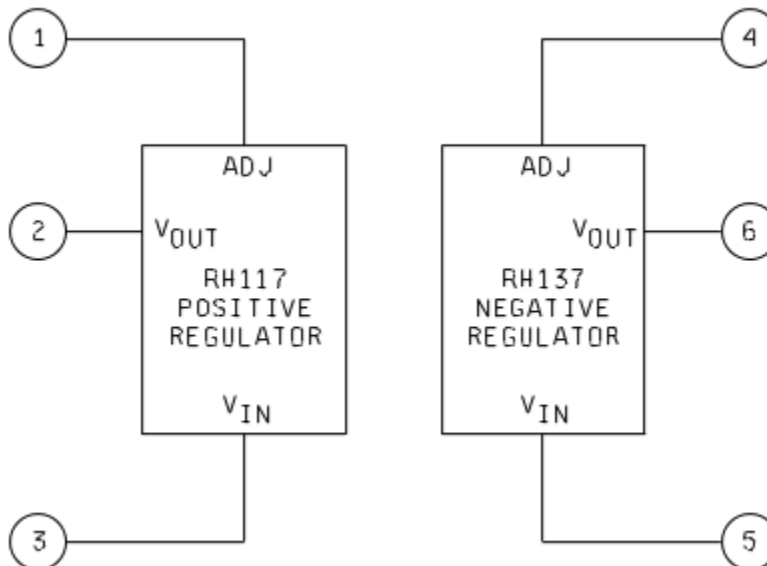 1
4
ADJ
ADJ
2
VOUT
VOUT
6
RH117
POSITIVE
REGULATOR
RH137
NEGATIVE
REGULATOR
VIN
VIN
3
5